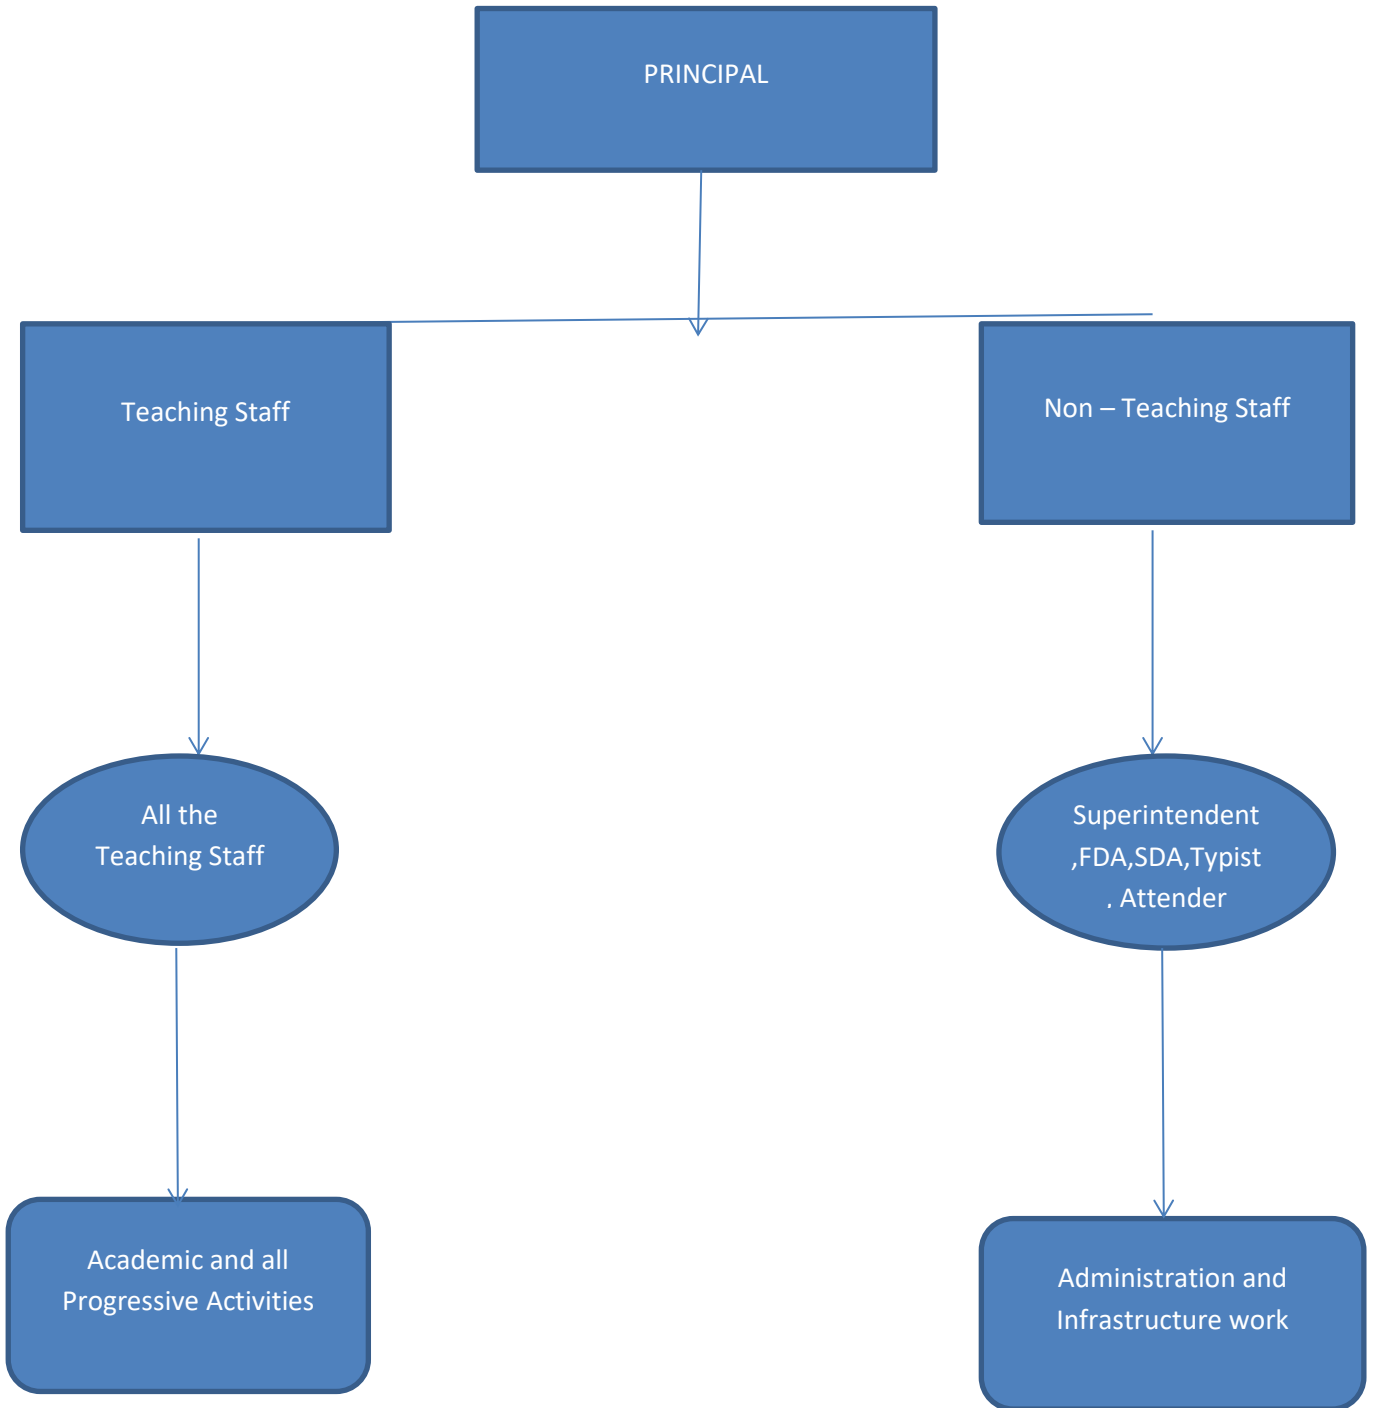 PRINCIPAL
Teaching Staff
Non – Teaching Staff
All the
Teaching Staff
Superintendent
,FDA,SDA,Typist
, Attender
Academic and all
Progressive Activities
Administration and
Infrastructure work